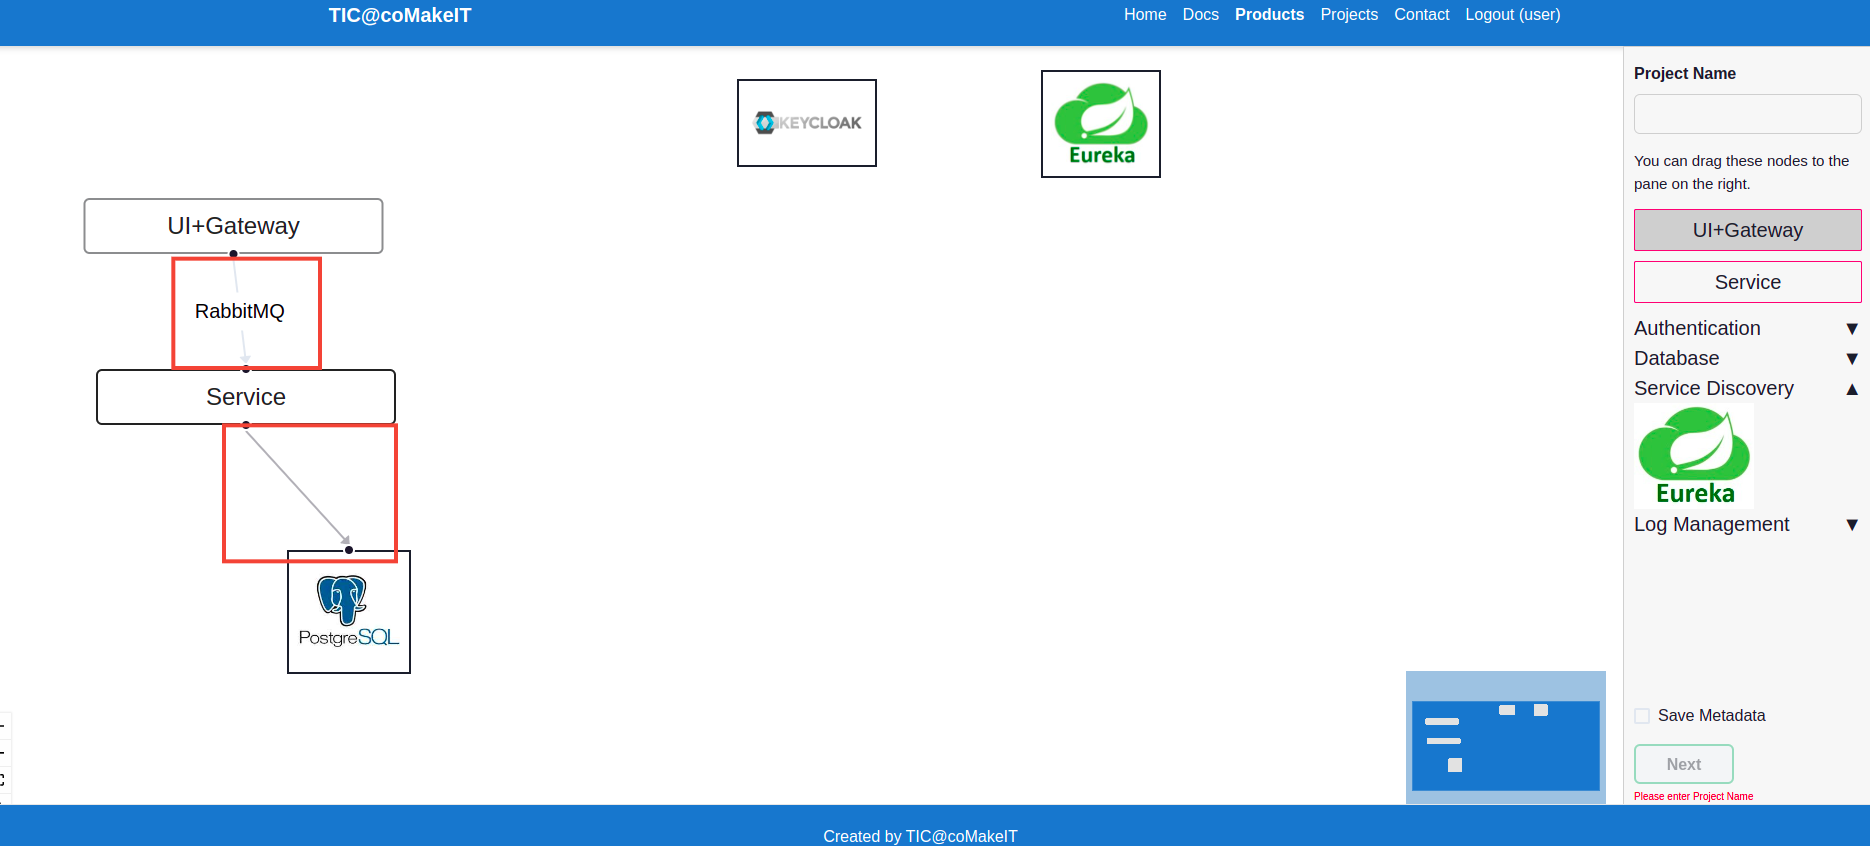 TIC@coMakeIT
Home Docs Products Projects Contact Logout (user)
KEYCLOAK
Eureka
UI+Gateway
RabbitMQ
Service
PostgreSQL
Project Name
You can drag these nodes to the
pane on the right.
UI+Gateway
Service
Authentication ▼
Database ▼
Service Discovery ▲
Eureka
Log Management ▼
Save Metadata
Next
Please enter Project Name
Created by TIC@coMakeIT